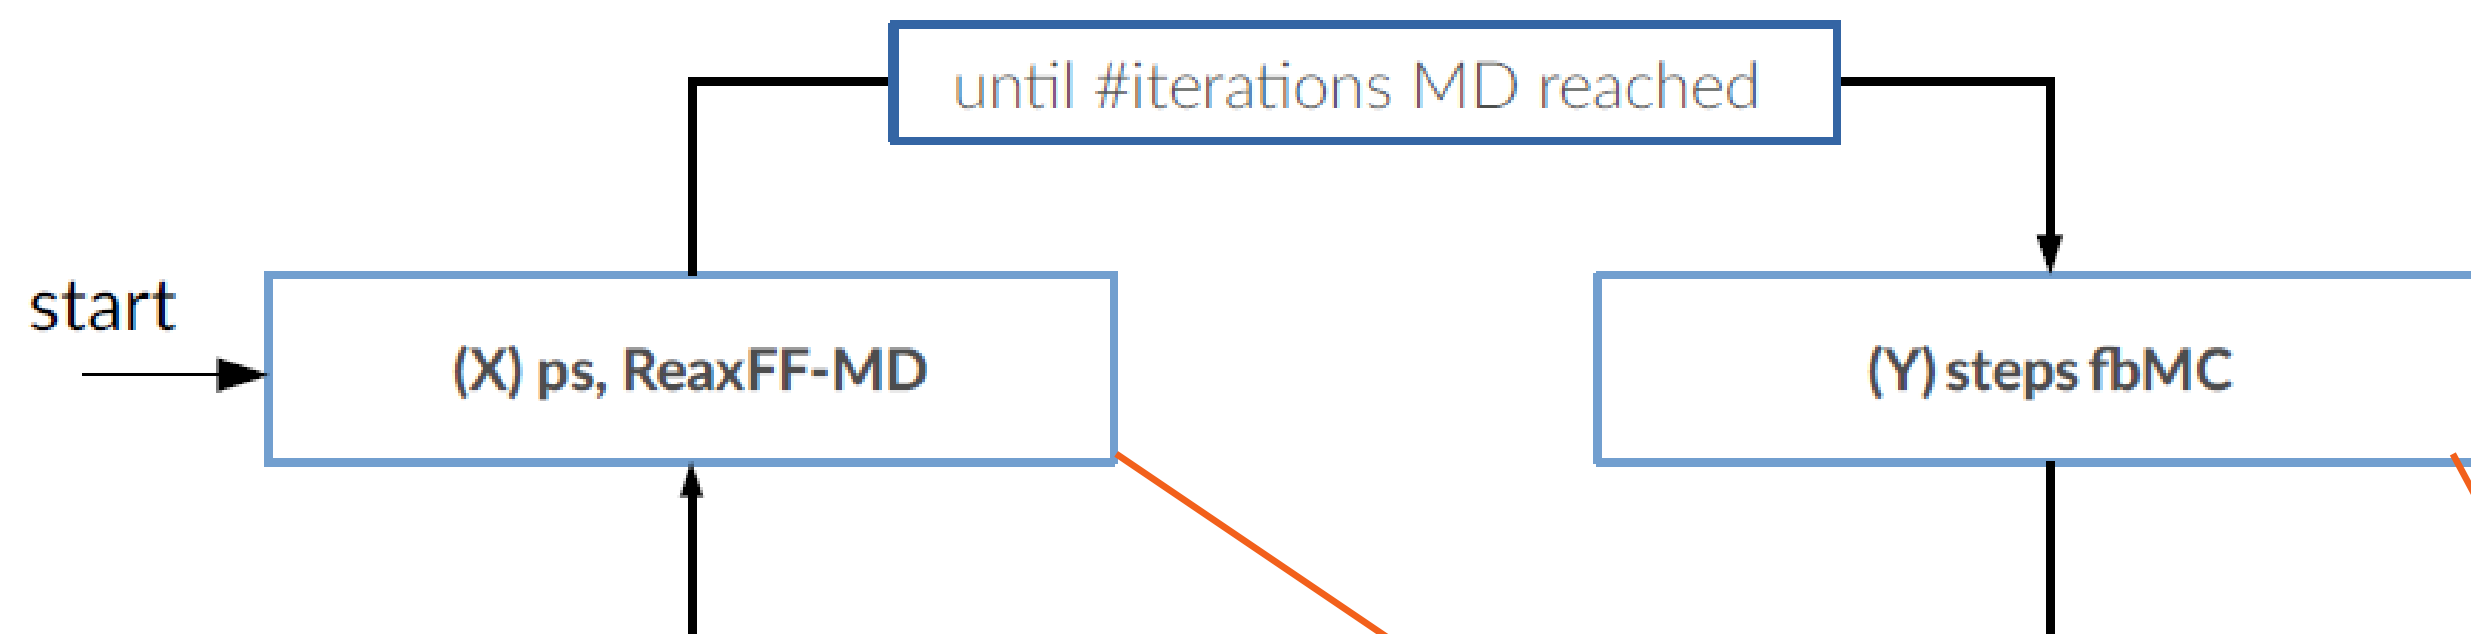 until #iterations MD reached
start
(X) ps, ReaxFF-MD
(Y) steps fbMC